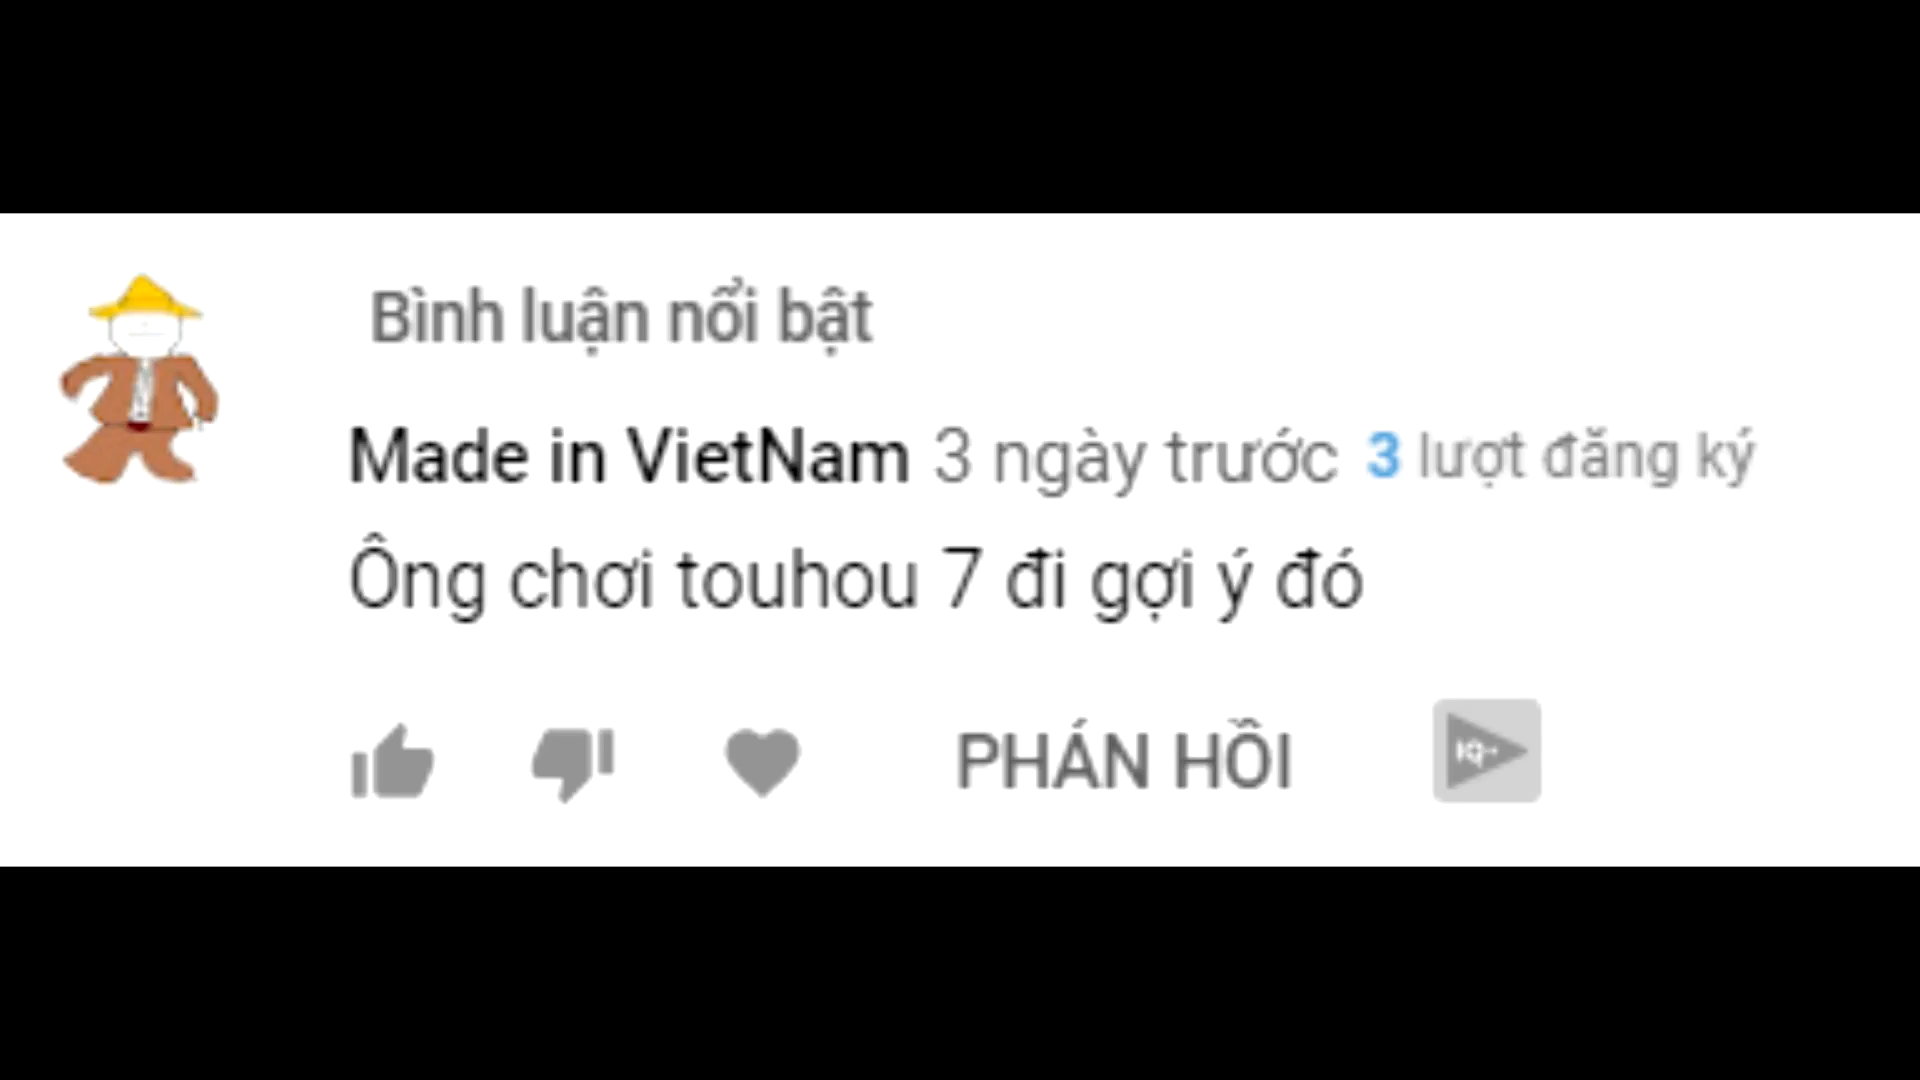 Bình luận nổi bật
Made in VietNam 3 ngày trước 3 lượt đăng ký
Ông chơi touhou 7 đi gợi ý đó
PHÁN HỒI